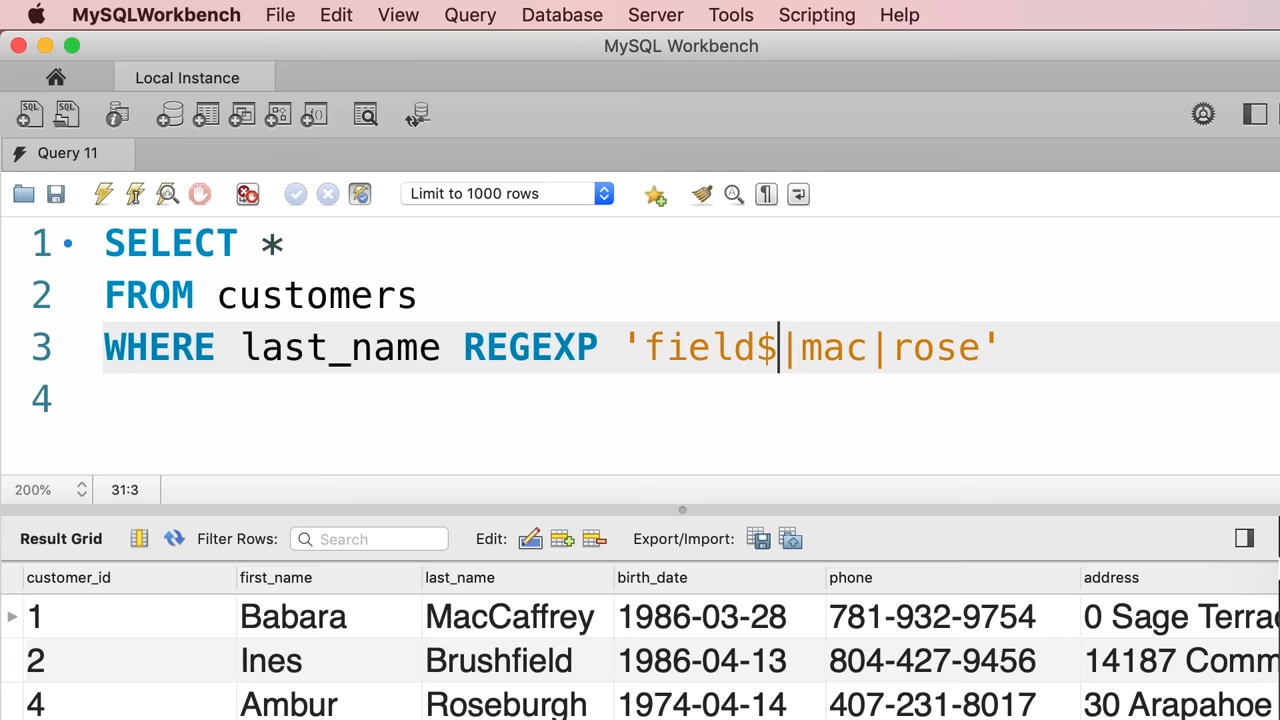 MySQLWorkbench File Edit View Query Database Server Tools Scripting Help
MySQL Workbench
Local Instance
SQL SQL
Query 11
Limit to 1000 rows
1 SELECT *
2 FROM customers
3 WHERE last_name REGEXP 'field$|mac|rose'
4
200% 31:3
Result Grid Filter Rows: Search Edit: Export/Import:
customer_id first_name last_name birth_date phone address
1 Babara MacCaffrey 1986-03-28 781-932-9754 0 Sage Terrac
2 Ines Brushfield 1986-04-13 804-427-9456 14187 Comm
4 Ambur Roseburgh 1974-04-14 407-231-8017 30 Arapahoe